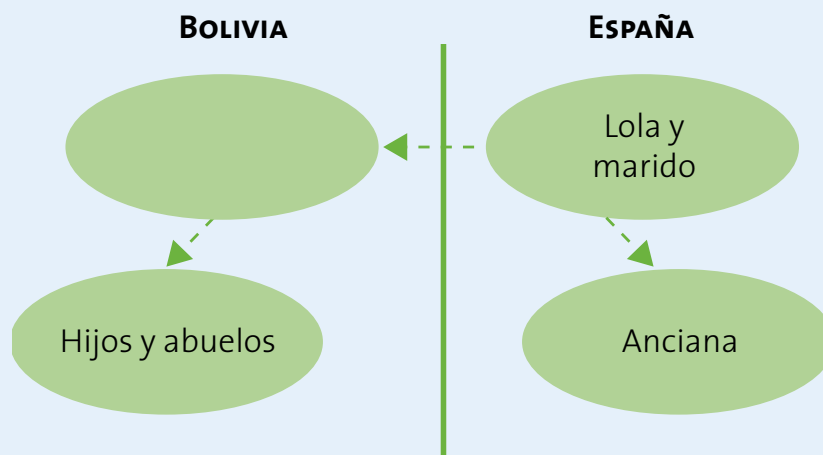 BOLIVIA
ESPAÑA
Lola y
marido
Hijos y abuelos
Anciana